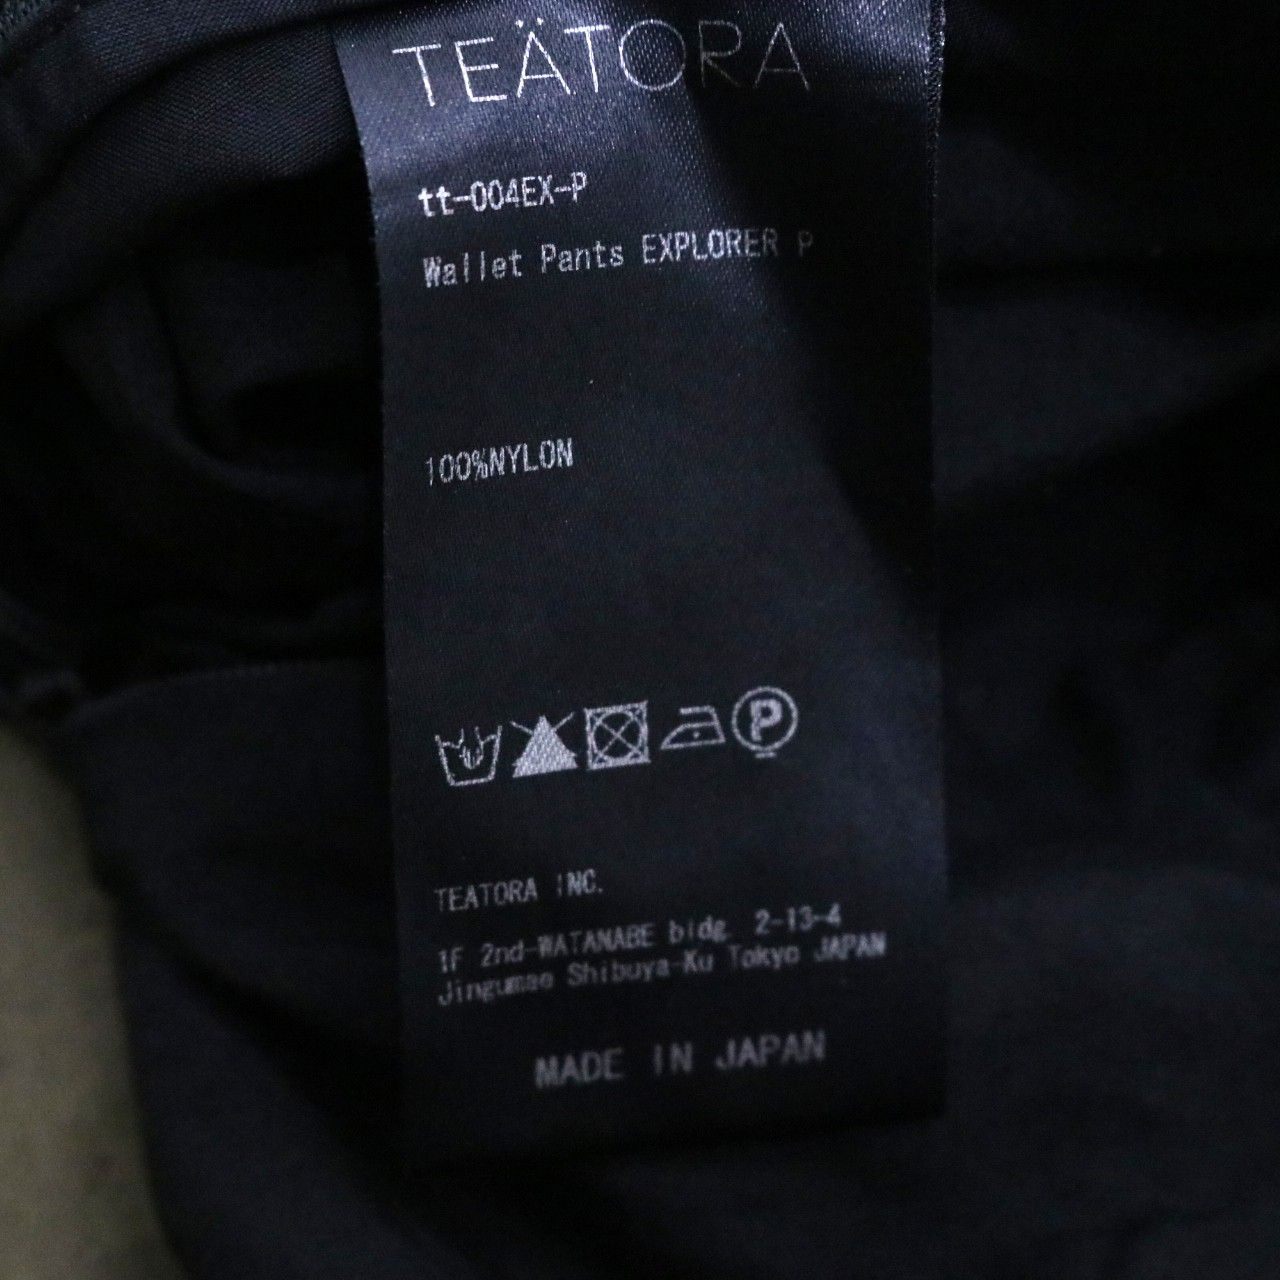 TEÄTORA
tt-004EX-P
Wallet Pants EXPLORER P
100%NYLON
P
TEATORA INC.
1F 2nd-WATANABE bldg. 2-13-4
Jingumae Shibuya-Ku Tokyo JAPAN
MADE IN JAPAN